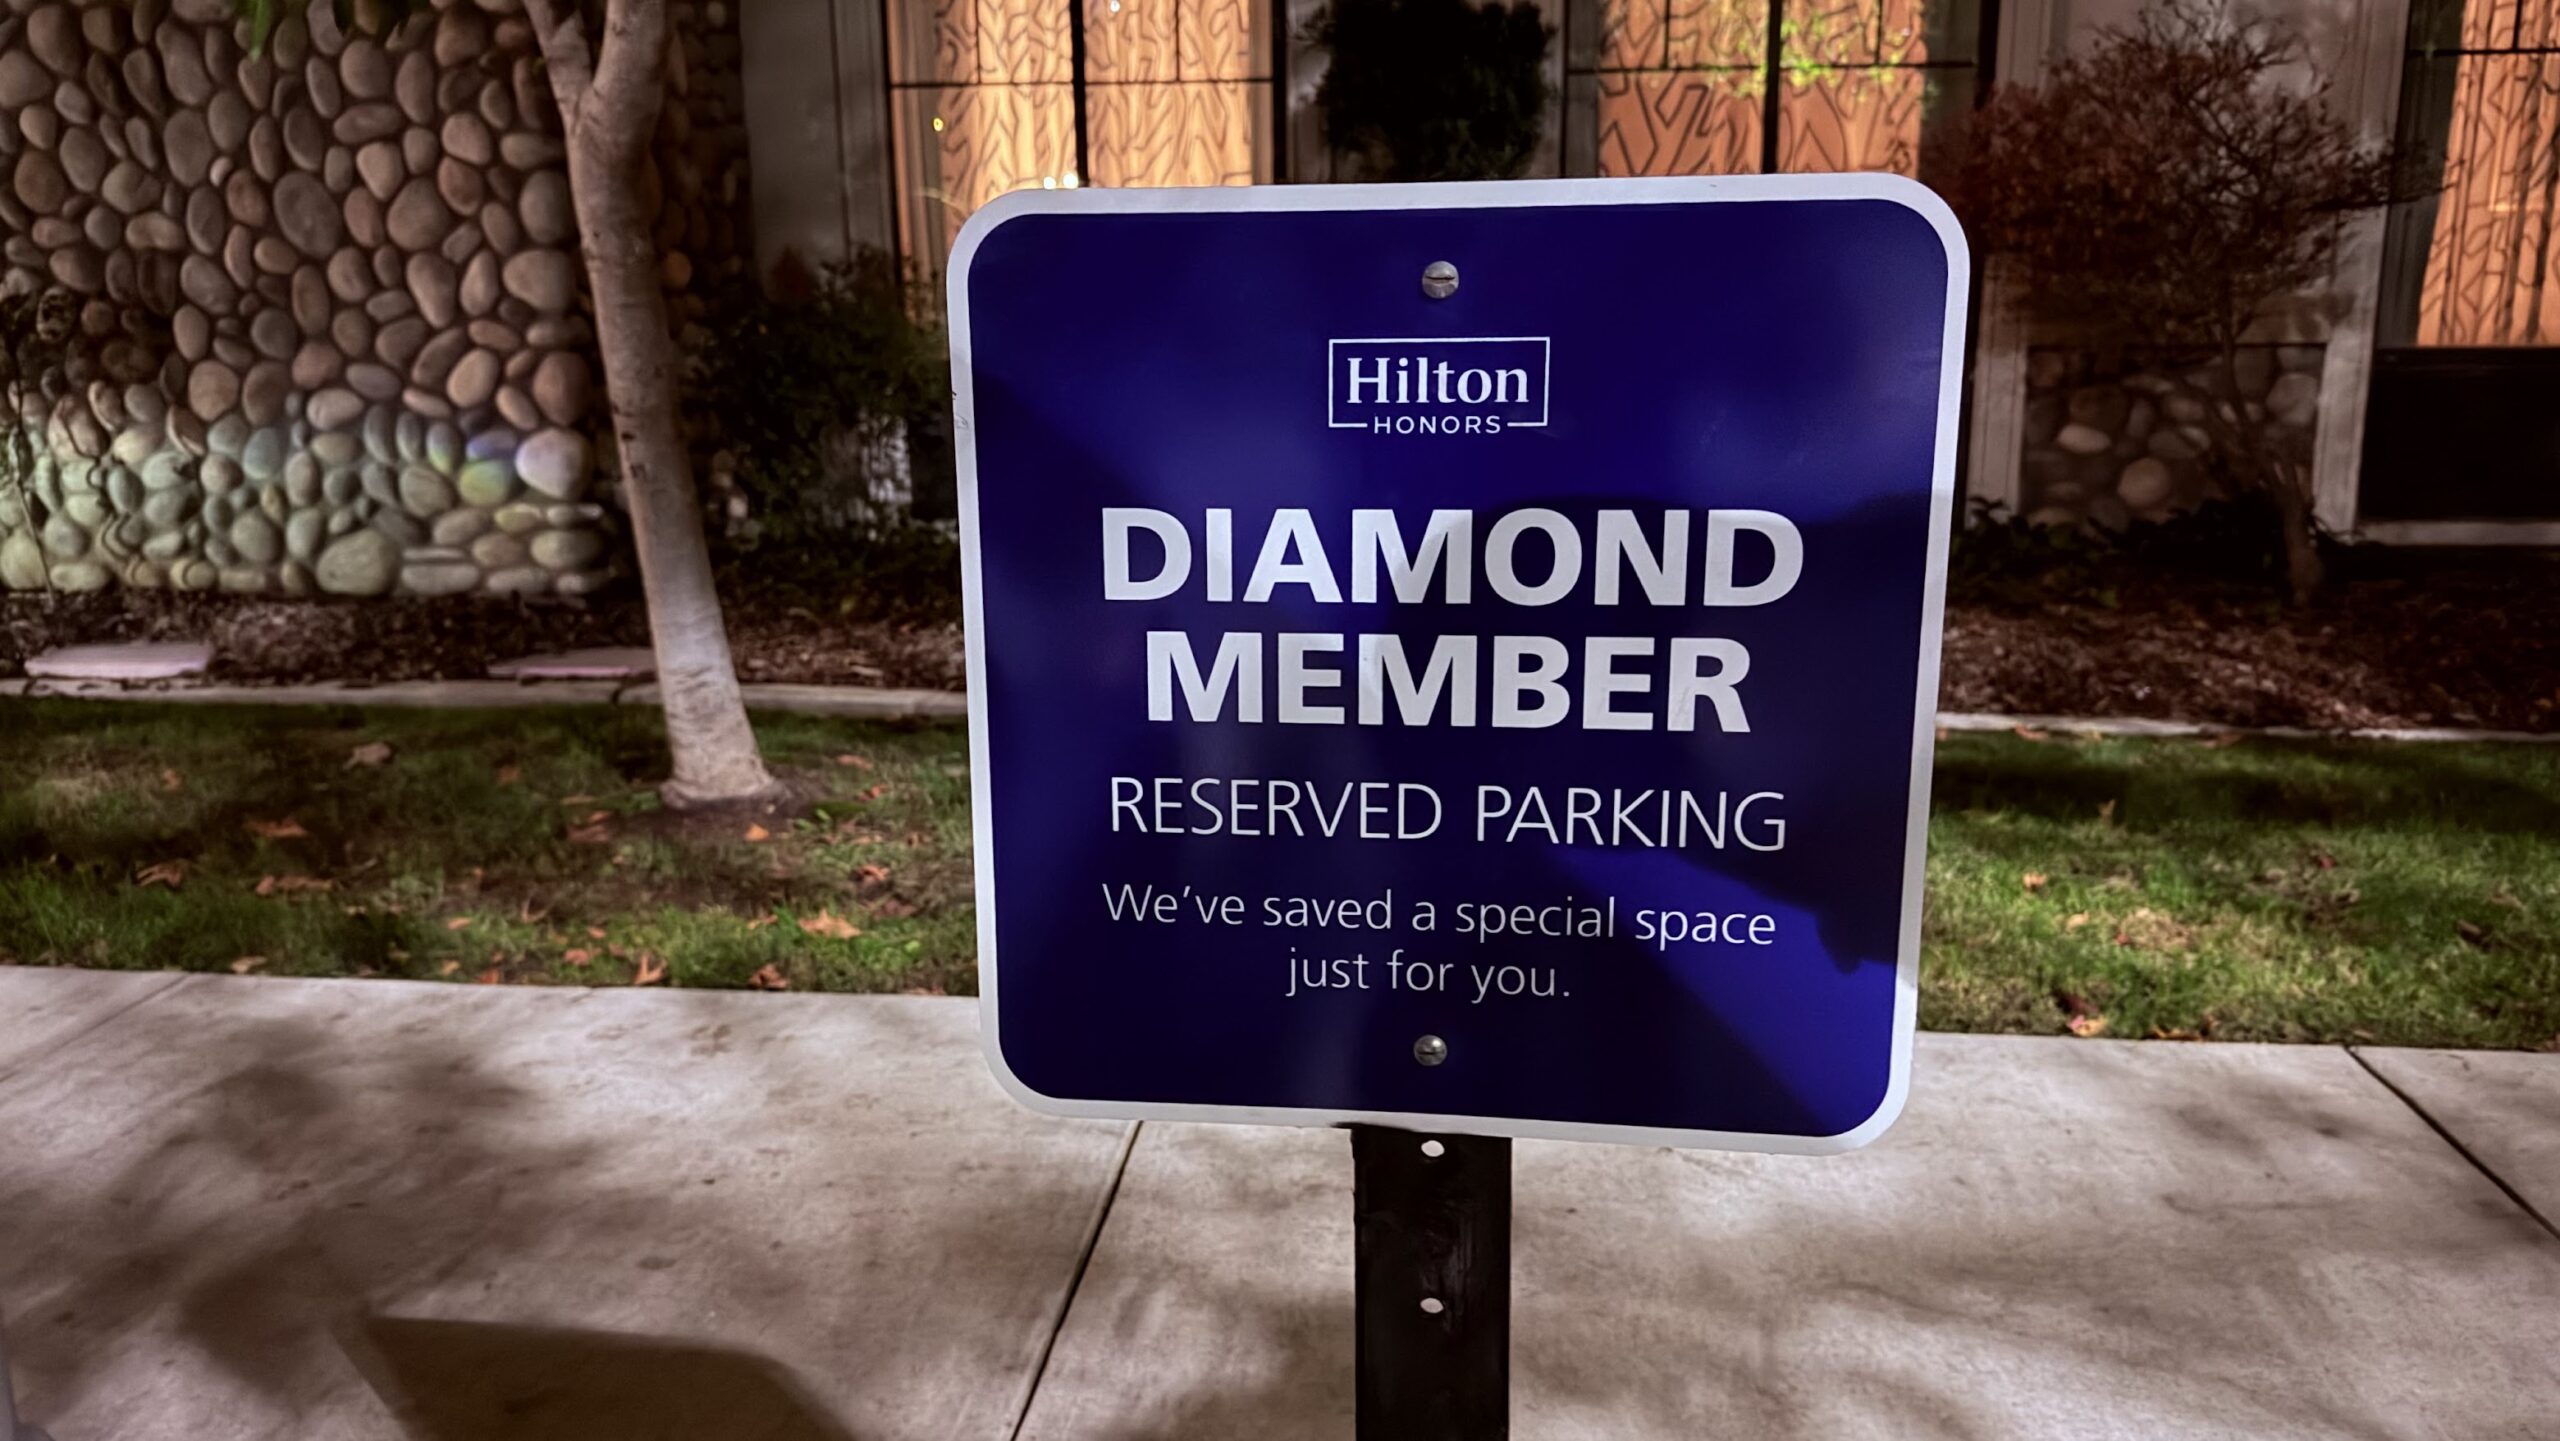 Hilton
HONORS
DIAMOND
MEMBER
RESERVED PARKING
We've saved a special space
just for you.